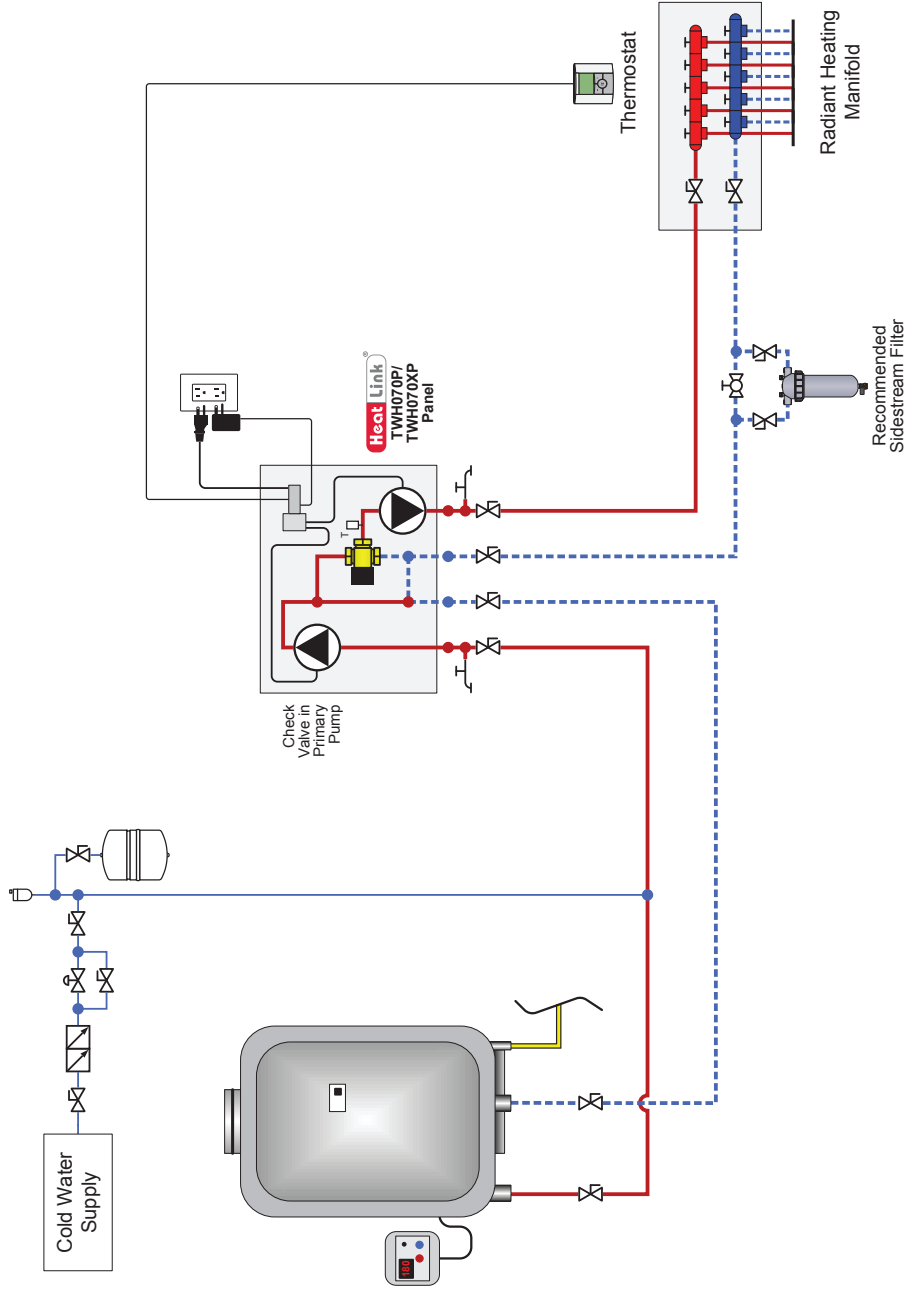 Cold Water
Supply
180
Check
Valve in
Primary
Pump
T
Heat Link®
TWH070P/
TWH070XP
Panel
Thermostat
Radiant Heating
Manifold
Recommended
Sidestream Filter